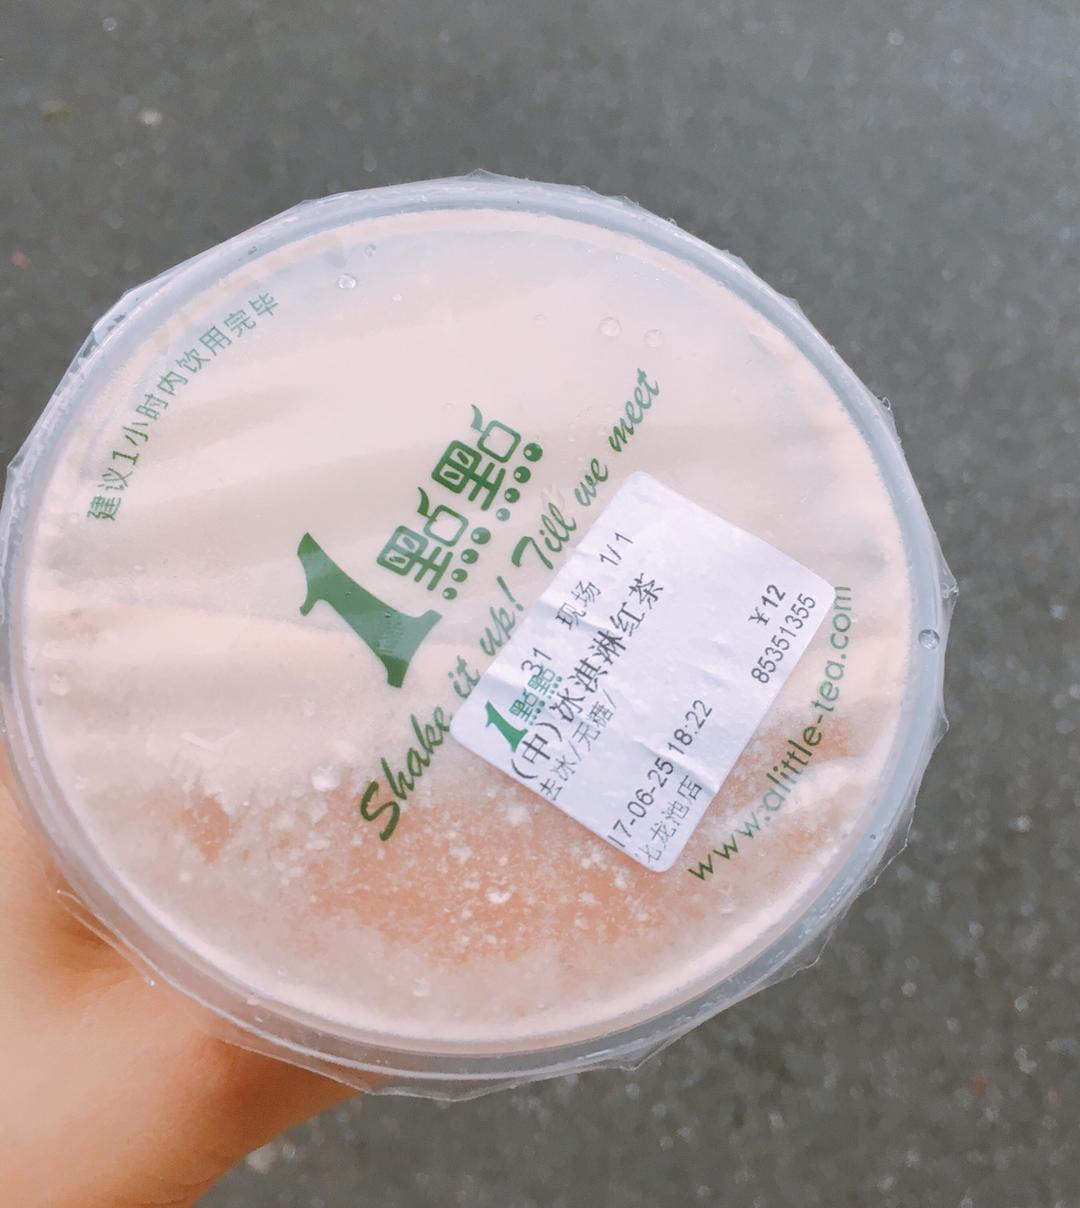 建议1小时内饮用完毕
1點點
Shake it up! Till we meet
31 现场 1/1
1點點
(中)冰淇淋红茶
去冰/无糖/
¥12
17-06-25 18:22
85351355
龙池店
www.alittle-tea.com